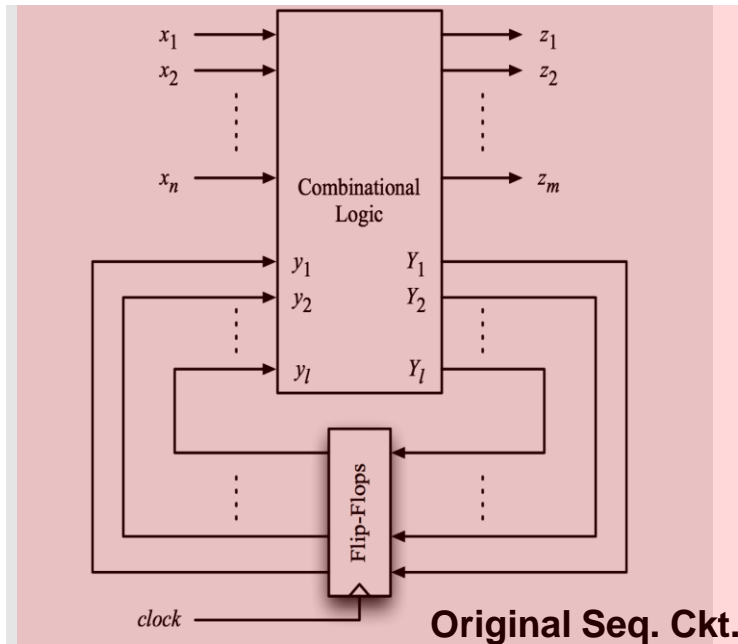 x1 z1
x2 z2
xn zm
Combinational
Logic
y1 Y1
y2 Y2
yl Yl
Flip-Flops
clock
Original Seq. Ckt.